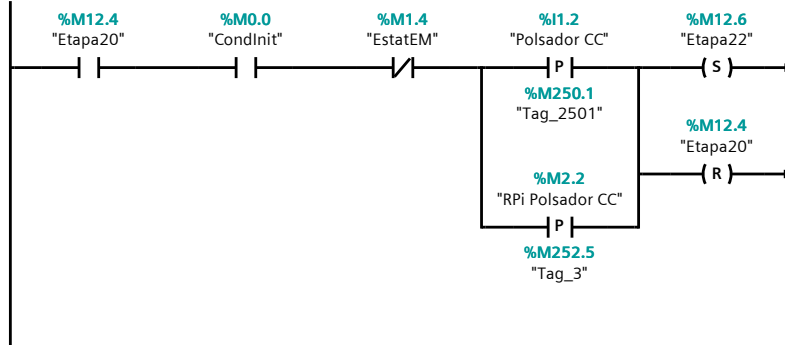 %M12.4
"Etapa20"
%M0.0
"CondInit"
%M1.4
"EstatEM"
%I1.2
"Polsador CC"
P
%M250.1
"Tag_2501"
%M12.6
"Etapa22"
S
%M12.4
"Etapa20"
R
%M2.2
"RPi Polsador CC"
P
%M252.5
"Tag_3"